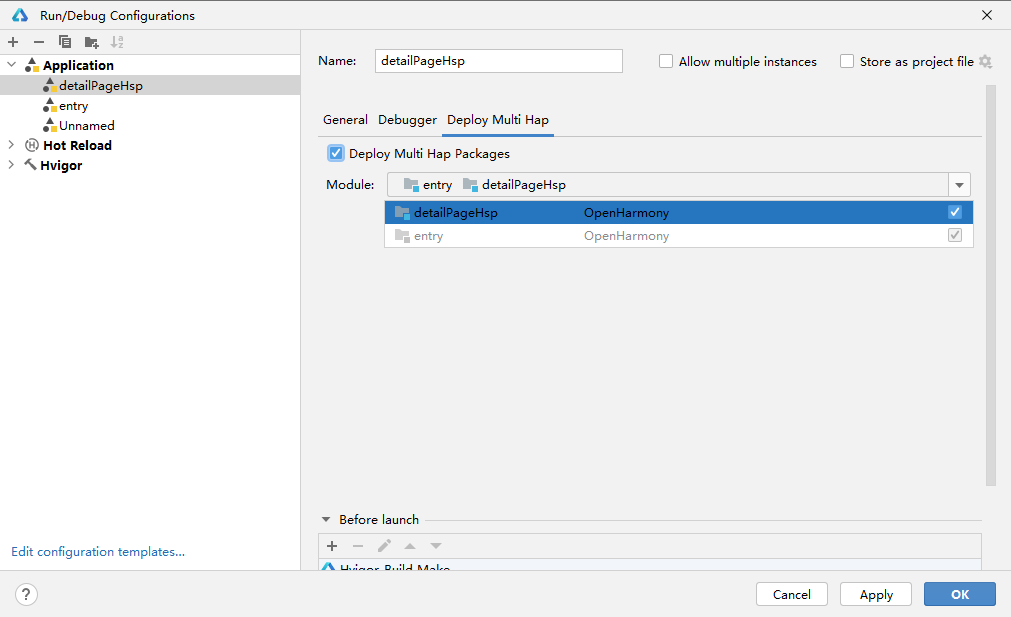 Run/Debug Configurations
Application
detailPageHsp
entry
Unnamed
Hot Reload
Hvigor
Edit configuration templates...
Name: detailPageHsp Allow multiple instances Store as project file
General Debugger Deploy Multi Hap
Deploy Multi Hap Packages
Module: entry detailPageHsp
detailPageHsp OpenHarmony
entry OpenHarmony
Before launch
Hvigor Build Make
? Cancel Apply OK